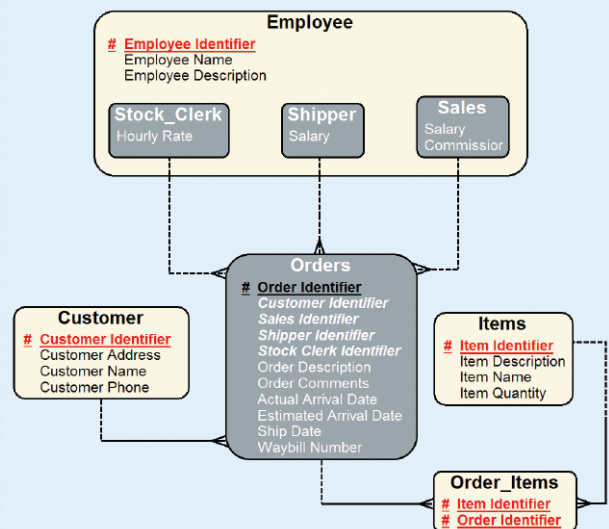 Employee
# Employee Identifier
Employee Name
Employee Description
Stock_Clerk
Hourly Rate
Shipper
Salary
Sales
Salary
Commissior
Orders
# Order Identifier
Customer Identifier
Sales Identifier
Shipper Identifier
Stock Clerk Identifier
Order Description
Order Comments
Actual Arrival Date
Estimated Arrival Date
Ship Date
Waybill Number
Customer
# Customer Identifier
Customer Address
Customer Name
Customer Phone
Items
# Item Identifier
Item Description
Item Name
Item Quantity
Order_Items
# Item Identifier
# Order Identifier